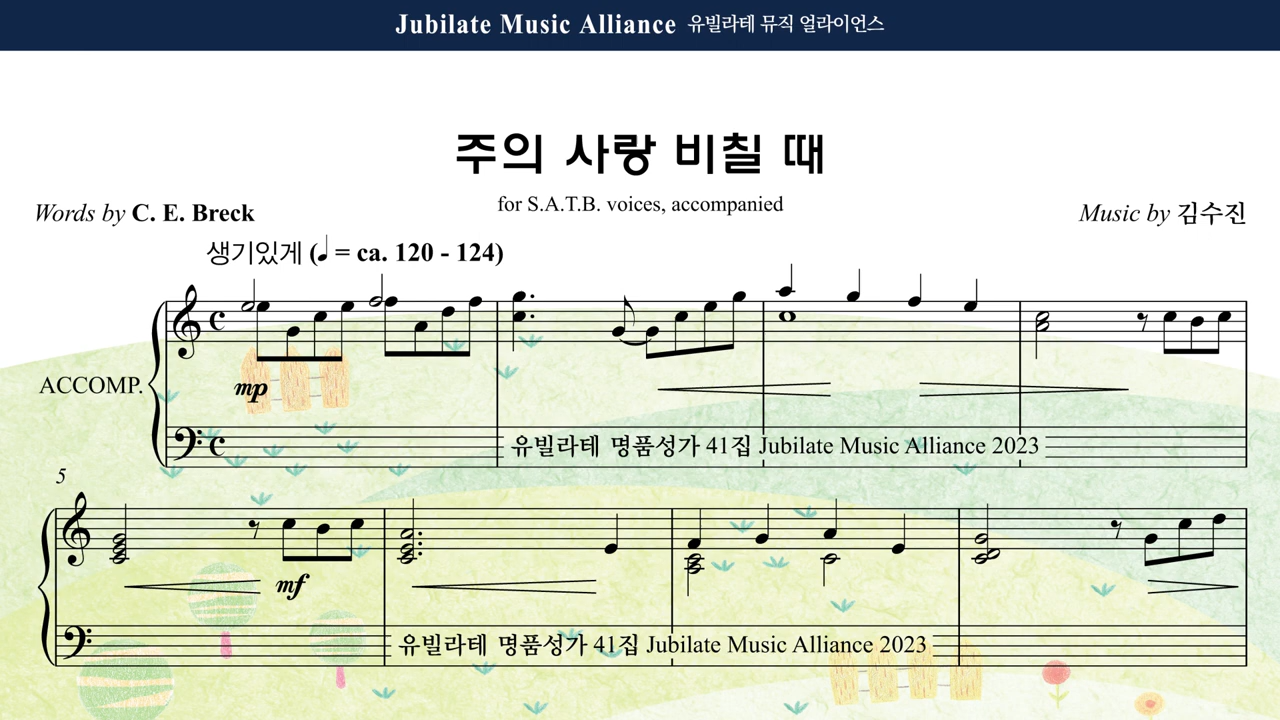 Jubilate Music Alliance 유빌라테 뮤직 얼라이언스
주의 사랑 비칠 때
for S.A.T.B. voices, accompanied
Words by C. E. Breck
Music by 김수진
생기있게 (♩ = ca. 120 - 124)
ACCOMP.
mp
유빌라테 명품성가 41집 Jubilate Music Alliance 2023
5
mf
유빌라테 명품성가 41집 Jubilate Music Alliance 2023